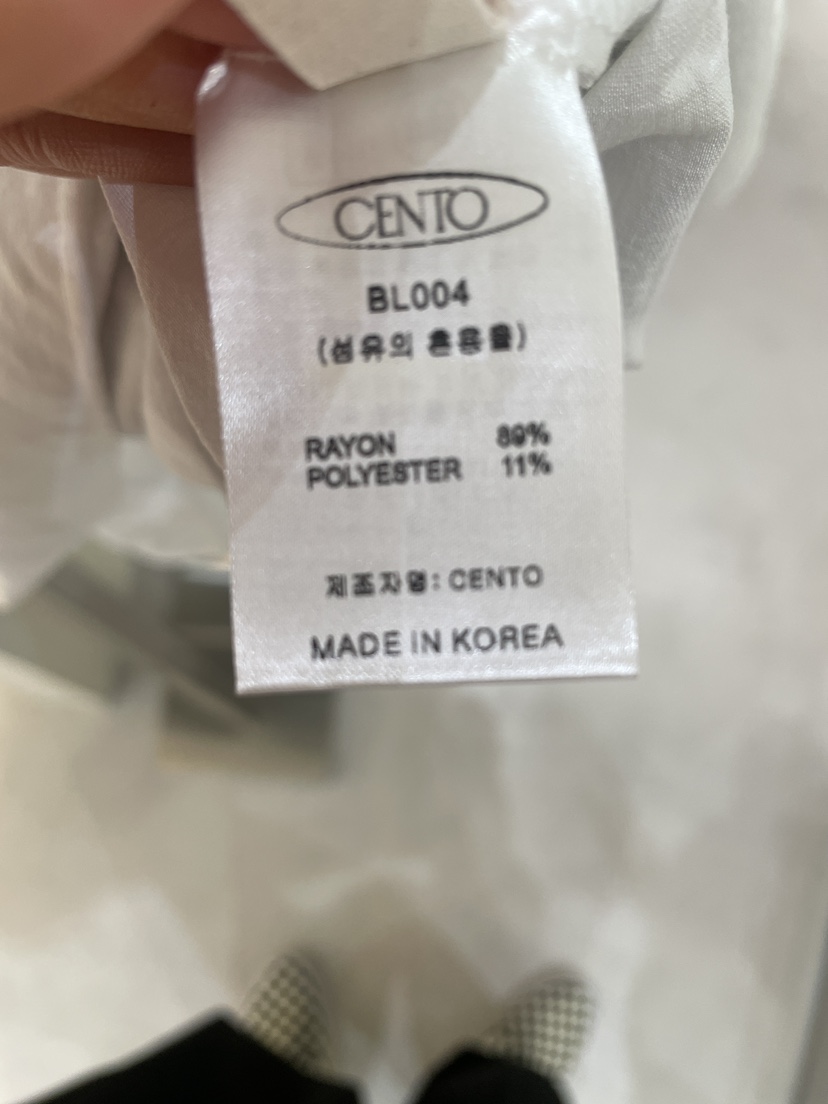 CENTO
BL004
(섬유의 혼용율)
RAYON 89%
POLYESTER 11%
제조자명: CENTO
MADE IN KOREA